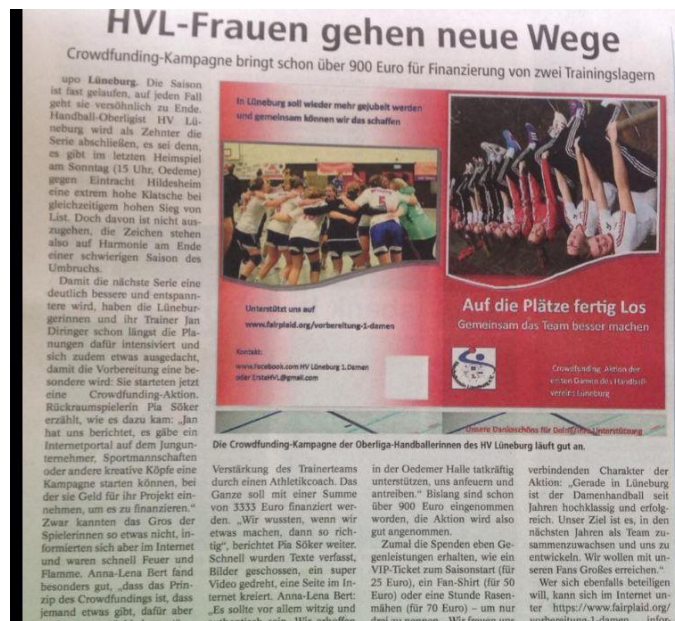 HVL-Frauen gehen neue Wege
Crowdfunding-Kampagne bringt schon über 900 Euro für Finanzierung von zwei Trainingslagern
upo Lüneburg. Die Saison
ist fast gelaufen, auf jeden Fall
geht sie versöhnlich zu Ende.
Handball-Oberligist HV Lü-
neburg wird als Zehnter die
Serie abschließen, es sei denn,
es gibt im letzten Heimspiel
am Sonntag (15 Uhr, Oedeme)
gegen Eintracht Hildesheim
eine extrem hohe Klatsche bei
gleichzeitigem hohen Sieg von
List. Doch davon ist nicht aus-
zugehen, die Zeichen stehen
also auf Harmonie am Ende
einer schwierigen Saison des
Umbruchs.
Damit die nächste Serie eine
deutlich bessere und entspann-
tere wird, haben die Lünebur-
gerinnen und ihr Trainer Jan
Diringer schon längst die Pla-
nungen dafür intensiviert und
sich zudem etwas ausgedacht,
damit die Vorbereitung eine be-
sondere wird: Sie starteten jetzt
eine Crowdfunding-Aktion.
Rückraumspielerin Pia Söker
erzählt, wie es dazu kam: „Jan
hat uns berichtet, es gäbe ein
Internetportal auf dem Jungun-
ternehmer, Sportmannschaften
oder andere kreative Köpfe eine
Kampagne starten können, bei
der sie Geld für ihr Projekt ein-
nehmen, um es zu finanzieren.“
Zwar kannten das Gros der
Spielerinnen so etwas nicht, in-
formierten sich aber im Internet
und waren schnell Feuer und
Flamme. Anna-Lena Bert fand
besonders gut, „dass das Prin-
zip des Crowdfundings ist, dass
jemand etwas gibt, dafür aber
In Lüneburg soll wieder mehr gejubelt werden
und gemeinsam können wir das schaffen
5
Unterstützt uns auf
www.fairplaid.org/vorbereitung-1-damen
Kontakt:
www.facebook.com HV Lüneburg 1.Damen
oder ErsteHVL@gmail.com
Auf die Plätze fertig Los
Gemeinsam das Team besser machen
Crowdfunding Aktion der
ersten Damen des Handball-
vereins Lüneburg
Unsere Dankeschöns für Deine/Ihre Unterstützung
Die Crowdfunding-Kampagne der Oberliga-Handballerinnen des HV Lüneburg läuft gut an.
Verstärkung des Trainerteams
durch einen Athletikcoach. Das
Ganze soll mit einer Summe
von 3333 Euro finanziert wer-
den. „Wir wussten, wenn wir
etwas machen, dann so rich-
tig“, berichtet Pia Söker weiter.
Schnell wurden Texte verfasst,
Bilder geschossen, ein super
Video gedreht, eine Seite im In-
ternet kreiert. Anna-Lena Bert:
„Es sollte vor allem witzig und
in der Oedemer Halle tatkräftig
unterstützen, uns anfeuern und
antreiben.“ Bislang sind schon
über 900 Euro eingenommen
worden, die Aktion wird also
gut angenommen.
Zumal die Spenden eben Ge-
genleistungen erhalten, wie ein
VIP-Ticket zum Saisonstart (für
25 Euro), ein Fan-Shirt (für 50
Euro) oder eine Stunde Rasen-
mähen (für 70 Euro) – um nur
drei zu nennen. „Wir freuen uns
verbindenden Charakter der
Aktion: „Gerade in Lüneburg
ist der Damenhandball seit
Jahren hochklassig und erfolg-
reich. Unser Ziel ist es, in den
nächsten Jahren als Team zu-
sammenzuwachsen und uns zu
entwickeln. Wir wollen mit un-
seren Fans Großes erreichen.“
Wer sich ebenfalls beteiligen
will, kann sich im Internet un-
ter https://www.fairplaid.org/
vorbereitung-1-damen infor-